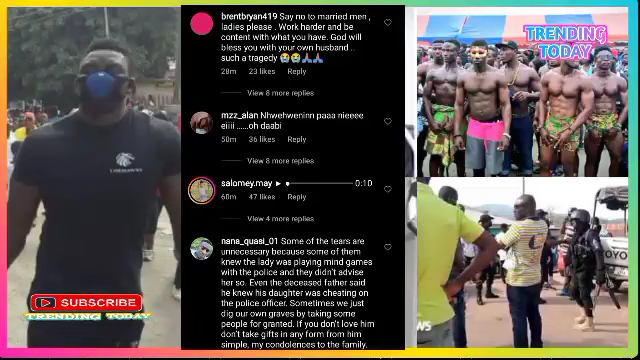 brentbryan419 Say no to married men ,
ladies please . Work harder and be
content with what you have. God will
bless you with your own husband ..
such a tragedy 😭😭🙏🙏
28m 23 likes Reply
View 8 more replies
mzz_alan Nhwehweninn paaa nieeee
eiiii ......oh daabi
50m 36 likes Reply
View 8 more replies
salomey.may ▶ 0:10
60m 47 likes Reply
View 4 more replies
nana_quasi_01 Some of the tears are
unnecessary because some of them
knew the lady was playing mind games
with the police and they didn't advise
her so. Even the deceased father said
he knew his daughter was cheating on
the police officer. Sometimes we just
dig our own graves by taking some
people for granted. If you don't love him
don't take gifts in any form from him
simple, my condolences to the family.
TRENDING
TODAY
SUBSCRIBE
TRENDING TODAY
TOYO
WS